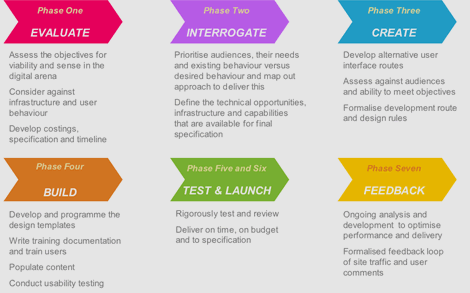 Phase One
EVALUATE
Assess the objectives for
viability and sense in the
digital arena
Consider against
infrastructure and user
behaviour
Develop costings,
specification and timeline
Phase Two
INTERROGATE
Prioritise audiences, their needs
and existing behaviour versus
desired behaviour and map out
approach to deliver this
Define the technical opportunities,
infrastructure and capabilities
that are available for final
specification
Phase Three
CREATE
Develop alternative user
interface routes
Assess against audiences
and ability to meet objectives
Formalise development route
and design rules
Phase Four
BUILD
Develop and programme the
design templates
Write training documentation
and train users
Populate content
Conduct usability testing
Phase Five and Six
TEST & LAUNCH
Rigorously test and review
Deliver on time, on budget
and to specification
Phase Seven
FEEDBACK
Ongoing analysis and
development to optimise
performance and delivery
Formalised feedback loop
of site traffic and user
comments